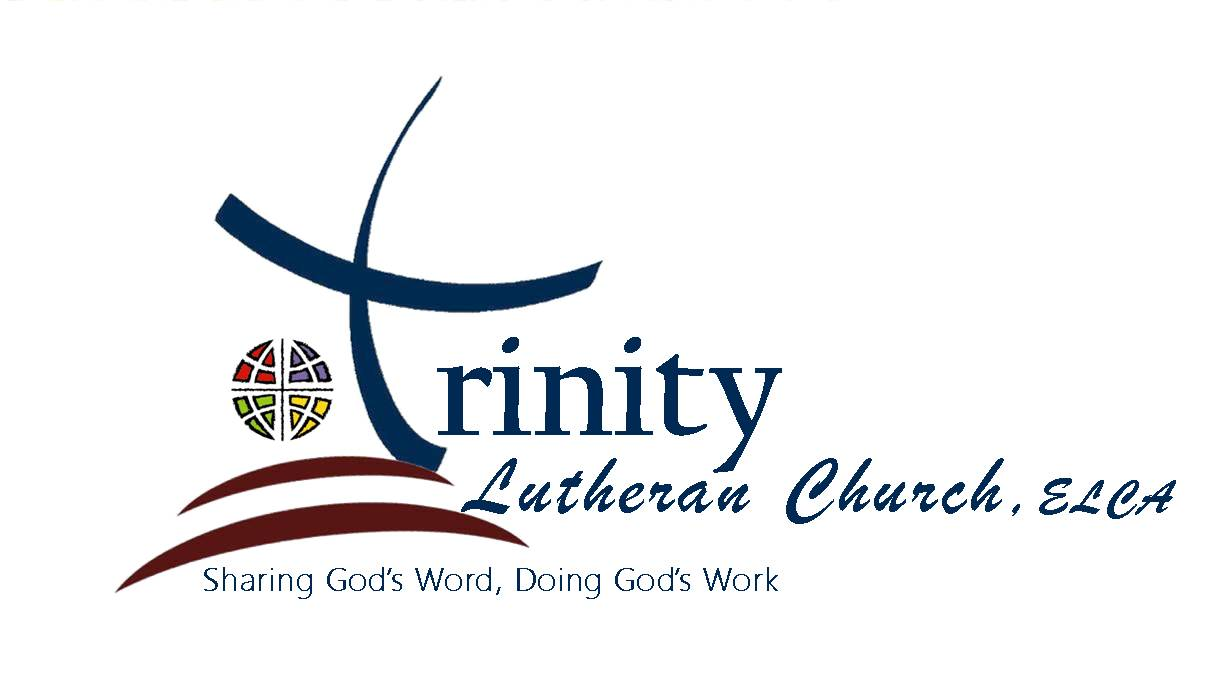 trinity
Lutheran Church, ELCA
Sharing God's Word, Doing God's Work